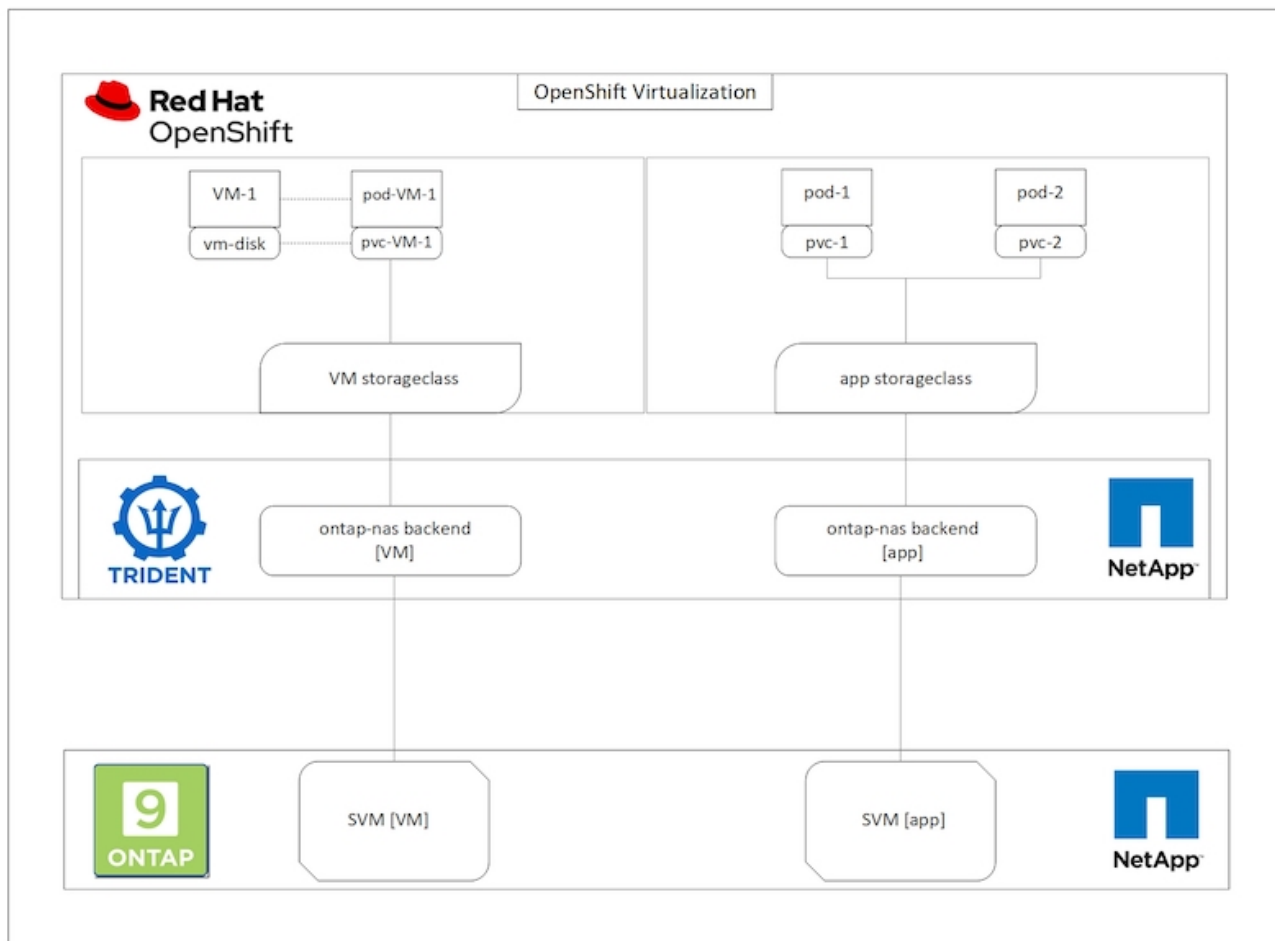 Red Hat
OpenShift
OpenShift Virtualization
VM-1
pod-VM-1
vm-disk
pvc-VM-1
pod-1
pod-2
pvc-1
pvc-2
VM storageclass
app storageclass
TRIDENT
ontap-nas backend
[VM]
ontap-nas backend
[app]
NetApp™
9
ONTAP
SVM [VM]
SVM [app]
NetApp™